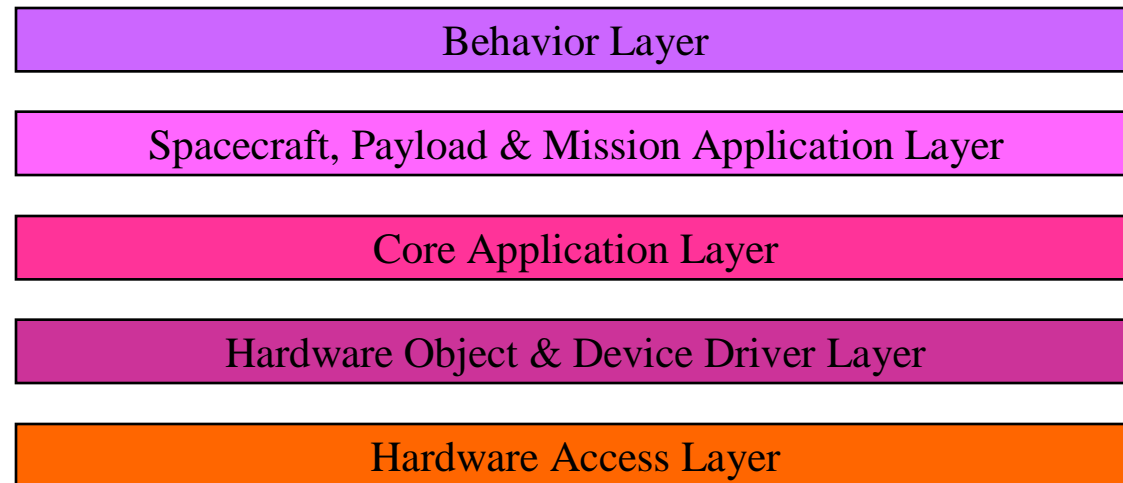 Behavior Layer
Spacecraft, Payload & Mission Application Layer
Core Application Layer
Hardware Object & Device Driver Layer
Hardware Access Layer